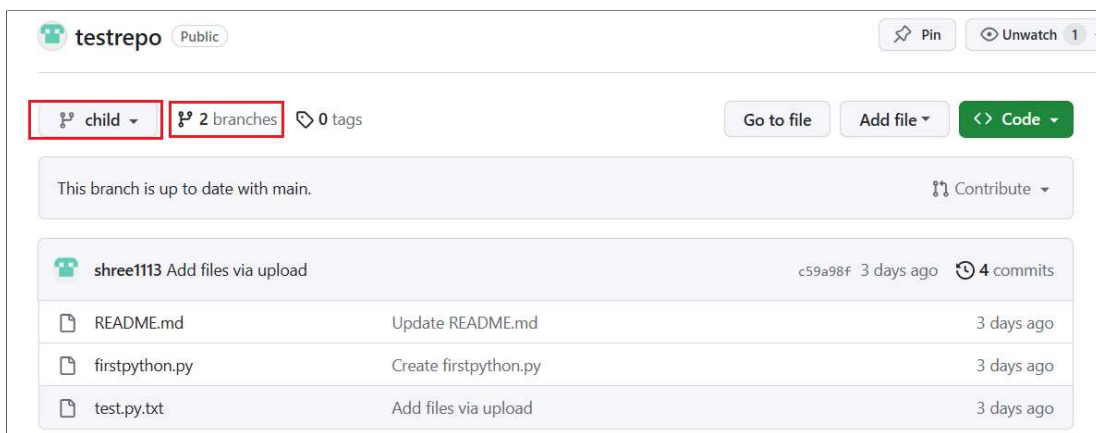 testrepo Public Pin Unwatch 1
child 2 branches 0 tags Go to file Add file <> Code
This branch is up to date with main. Contribute
shree1113 Add files via upload c59a98f 3 days ago 4 commits
README.md Update README.md 3 days ago
firstpython.py Create firstpython.py 3 days ago
test.py.txt Add files via upload 3 days ago